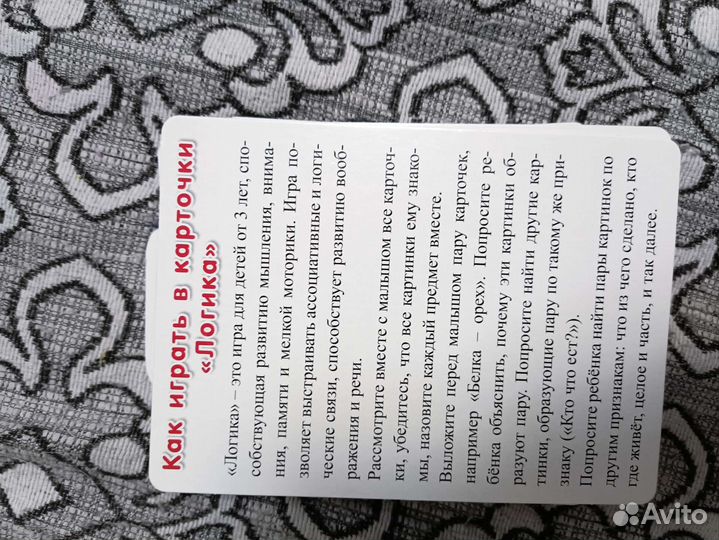 Как играть в карточки
«Логика»
«Логика» – это игра для детей от 3 лет, спо-
собствующая развитию мышления, внима-
ния, памяти и мелкой моторики. Игра по-
зволяет выстраивать ассоциативные и логи-
ческие связи, способствует развитию вооб-
ражения и речи.
Рассмотрите вместе с малышом все карточ-
ки, убедитесь, что все картинки ему знако-
мы, назовите каждый предмет вместе.
Выложите перед малышом пару карточек,
например «Белка – орех». Попросите ре-
бёнка объяснить, почему эти картинки об-
разуют пару. Попросите найти другие кар-
тинки, образующие пару по такому же при-
знаку («Кто что ест?»).
Попросите ребёнка найти пары картинок по
другим признакам: что из чего сделано, кто
где живёт, целое и часть, и так далее.
Avito